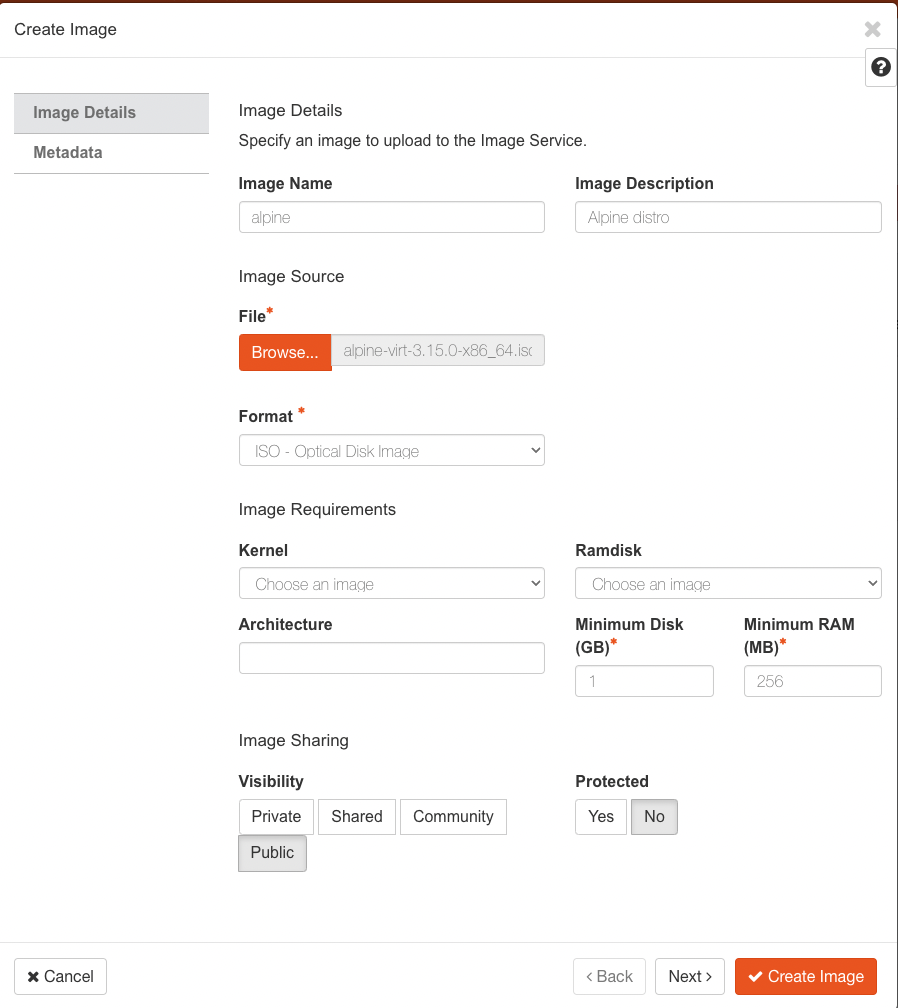 Create Image
Image Details
Metadata
Image Details
Specify an image to upload to the Image Service.
Image Name
Image Description
alpine
Alpine distro
Image Source
File*
Browse... alpine-virt-3.15.0-x86_64.iso
Format *
ISO - Optical Disk Image
Image Requirements
Kernel
Ramdisk
Choose an image
Choose an image
Architecture
Minimum Disk
(GB)*
Minimum RAM
(MB)*
1
256
Image Sharing
Visibility
Protected
Private Shared Community
Yes No
Public
Cancel
< Back Next > Create Image